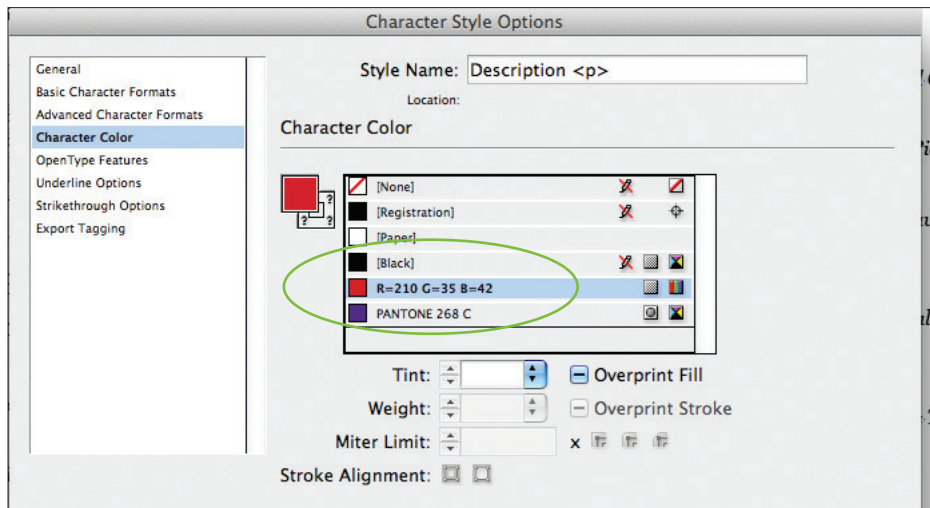 Character Style Options
General
Basic Character Formats
Advanced Character Formats
Character Color
OpenType Features
Underline Options
Strikethrough Options
Export Tagging
Style Name: Description <p>
Location:
Character Color
[None]
[Registration]
[Paper]
[Black]
R=210 G=35 B=42
PANTONE 268 C
Tint:
Overprint Fill
Weight:
Overprint Stroke
Miter Limit:
x
Stroke Alignment: